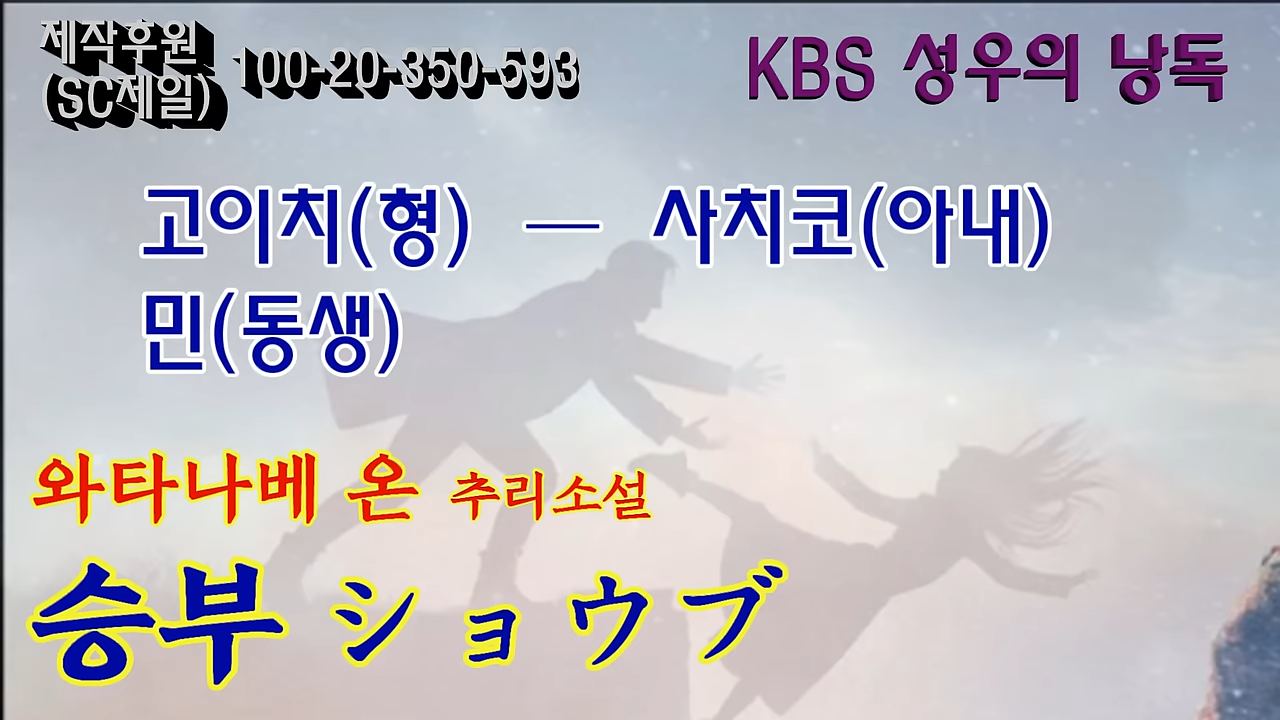 제작후원
(SC제일) 100-20-350-593
KBS 성우의 낭독
고이치(형) — 사치코(아내)
민(동생)
와타나베 온 추리소설
승부 ショウブ